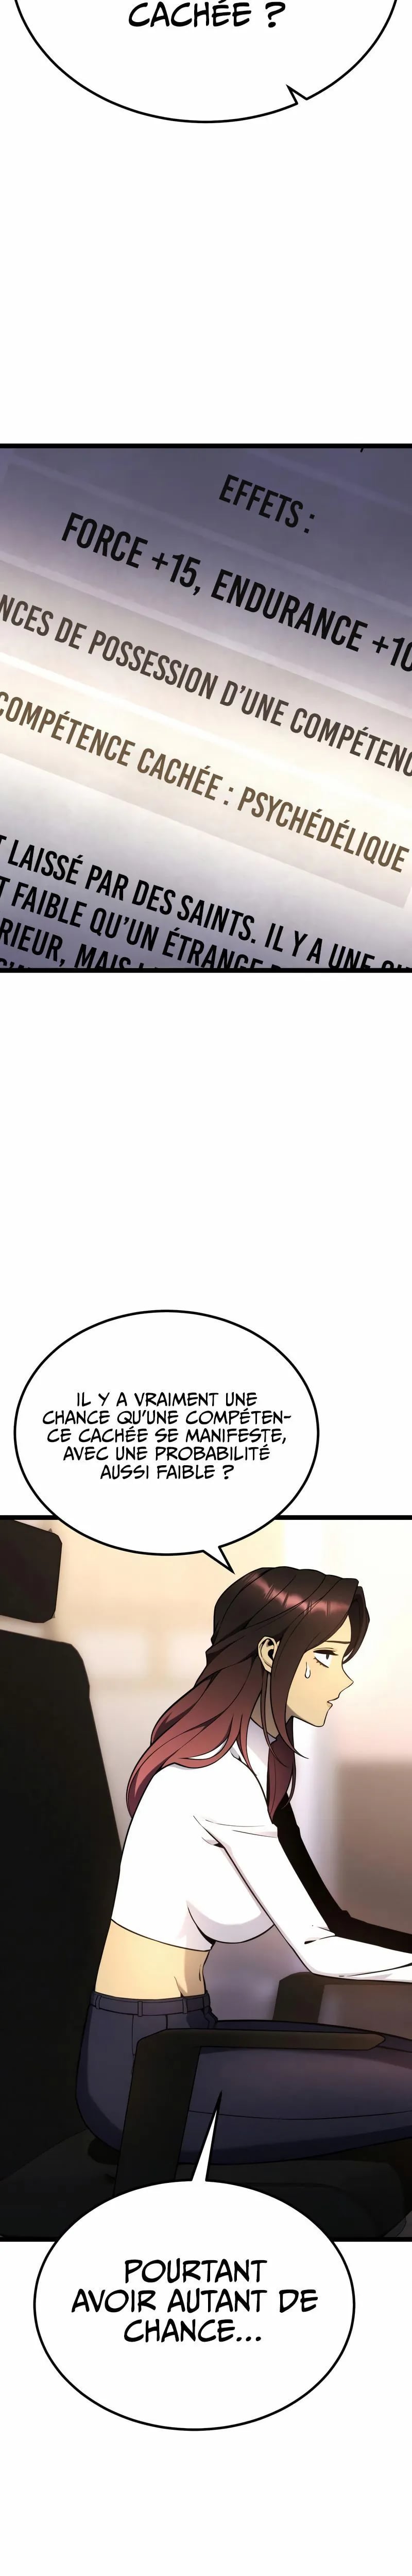 CACHÉE ?
EFFETS :
FORCE +15, ENDURANCE +10
NCES DE POSSESSION D'UNE COMPÉTENC
COMPÉTENCE CACHÉE : PSYCHÉDÉLIQUE
T LAISSÉ PAR DES SAINTS. IL Y A UNE
T FAIBLE QU'UN ÉTRANGE
RIEUR, MAIS
IL Y A VRAIMENT UNE
CHANCE QU'UNE COMPÉTEN-
CE CACHÉE SE MANIFESTE,
AVEC UNE PROBABILITÉ
AUSSI FAIBLE ?
POURTANT
AVOIR AUTANT DE
CHANCE...